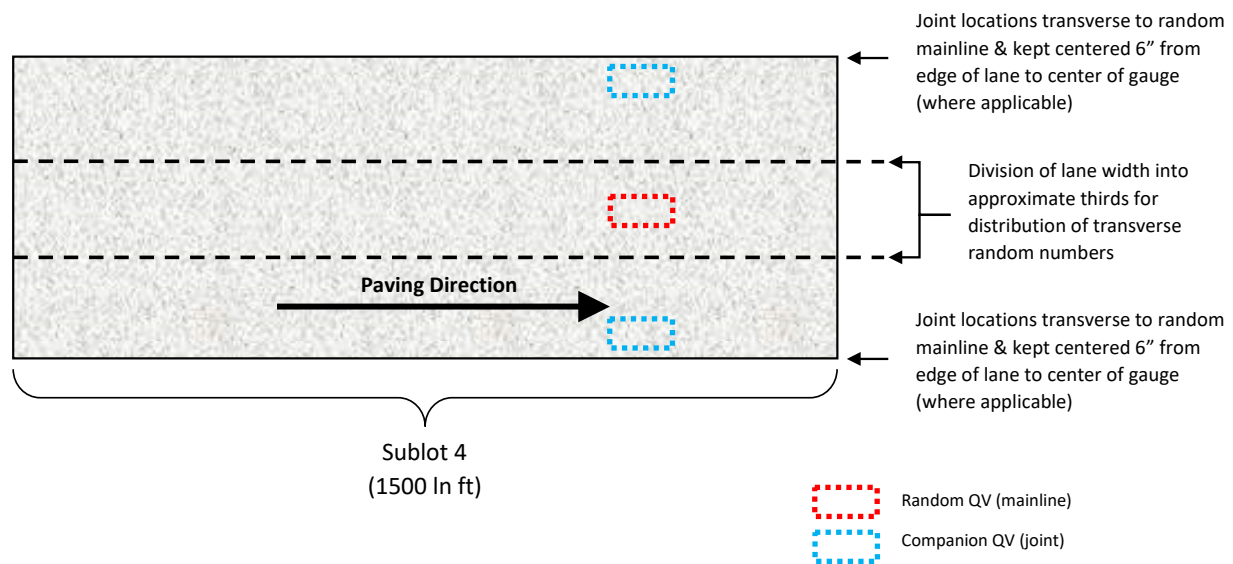 Joint locations transverse to random
mainline & kept centered 6” from
edge of lane to center of gauge
(where applicable)
Division of lane width into
approximate thirds for
distribution of transverse
random numbers
Paving Direction
Joint locations transverse to random
mainline & kept centered 6” from
edge of lane to center of gauge
(where applicable)
Sublot 4
(1500 ln ft)
Random QV (mainline)
Companion QV (joint)